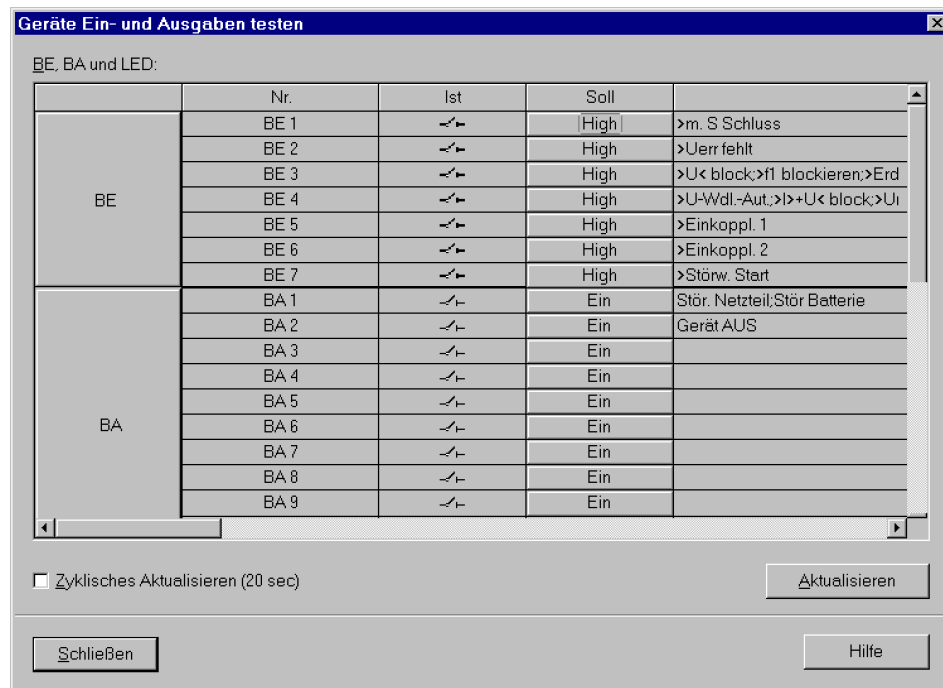 Geräte Ein- und Ausgaben testen
BE, BA und LED:
Nr. Ist Soll
BE
BE 1 High >m. S Schluss
BE 2 High >Uerr fehlt
BE 3 High >U< block;>f1 blockieren;>Erd
BE 4 High >U-Wdl.-Aut.;>I>+U< block;
BE 5 High >Einkoppl. 1
BE 6 High >Einkoppl. 2
BE 7 High >Störw. Start
BA
BA 1 Ein Stör. Netzteil;Stör Batterie
BA 2 Ein Gerät AUS
BA 3 Ein
BA 4 Ein
BA 5 Ein
BA 6 Ein
BA 7 Ein
BA 8 Ein
BA 9 Ein
Zyklisches Aktualisieren (20 sec)
Aktualisieren
Schließen
Hilfe